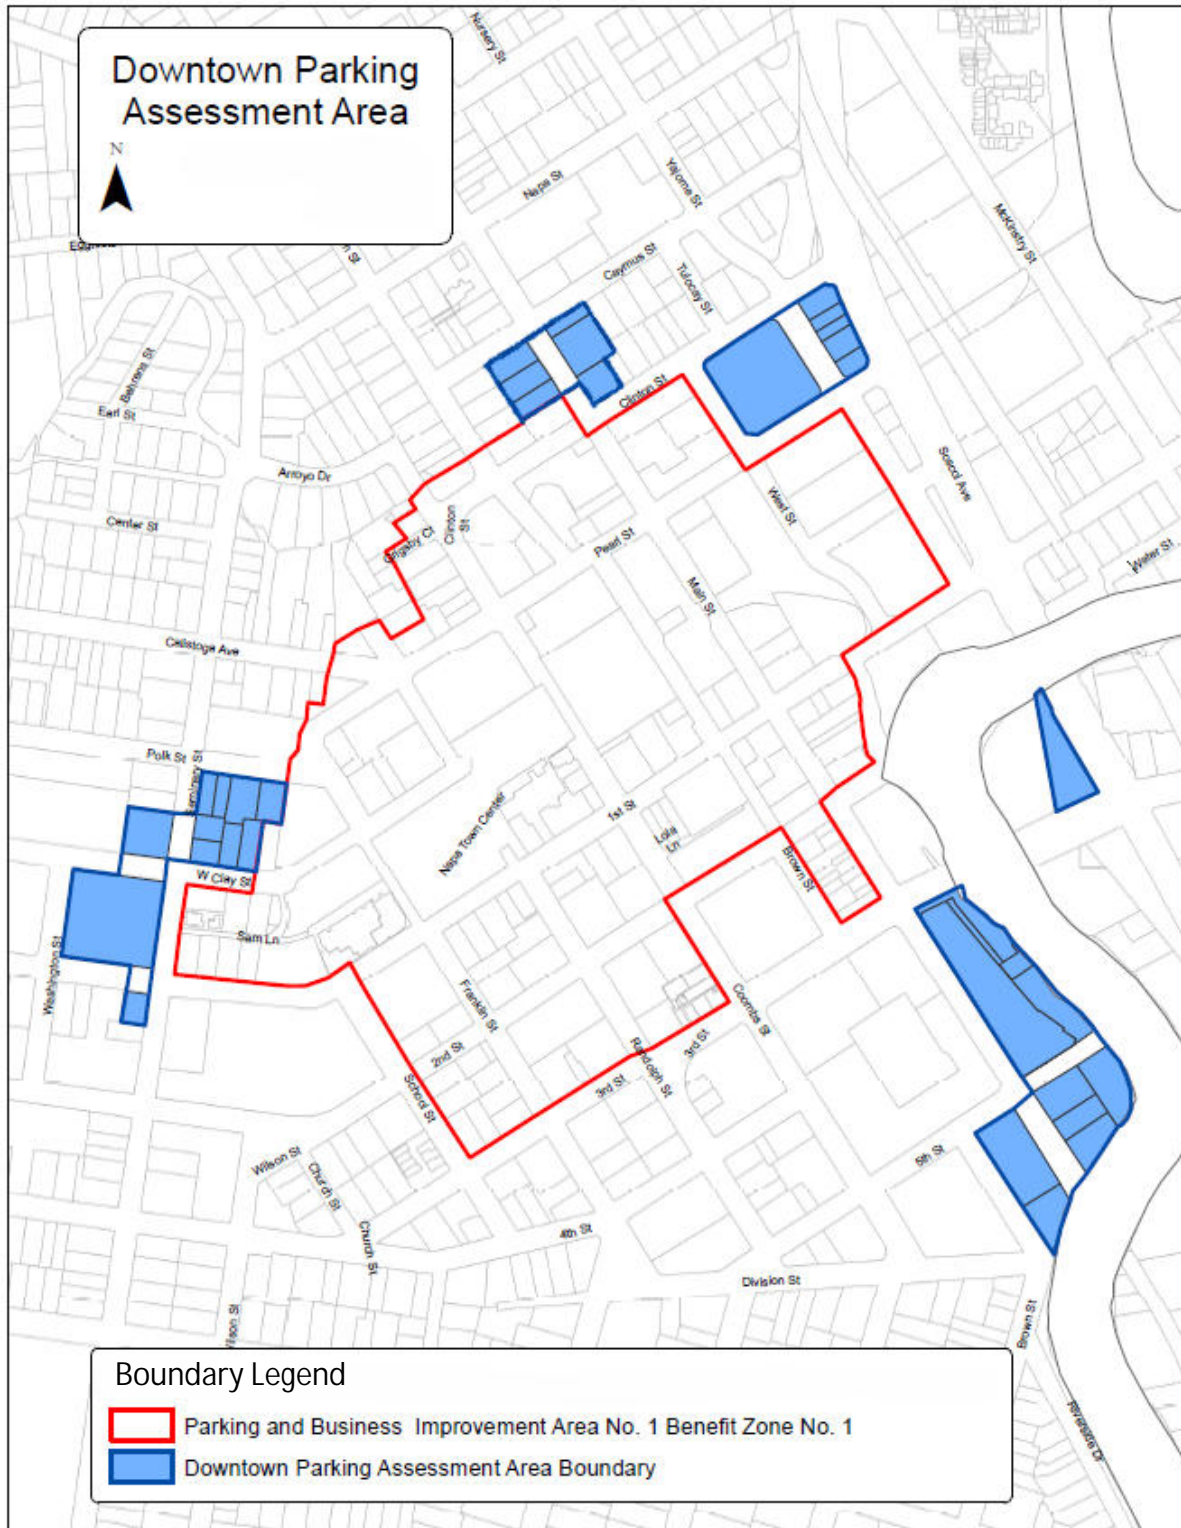 Downtown Parking
Assessment Area
N
Nursery St
Napa St
Yajome St
McKinstry St
Caymus St
Tulocay St
Behrens St
Earl St
Clinton St
Arroyo Dr
Soscol Ave
Center St
Clinton
St
West St
Grigsby Ct
Pearl St
Water St
Main St
Calistoga Ave
Polk St
Seminary St
1st St
Napa Town Center
Lola
Ln
Brown St
W Clay St
Sam Ln
Washington St
Franklin St
Coombs St
2nd St
3rd St
Randolph St
3rd St
School St
5th St
Wilson St
Church St
Church St
4th St
Division St
Brown St
Riverside Dr
Boundary Legend
Parking and Business Improvement Area No. 1 Benefit Zone No. 1
Downtown Parking Assessment Area Boundary